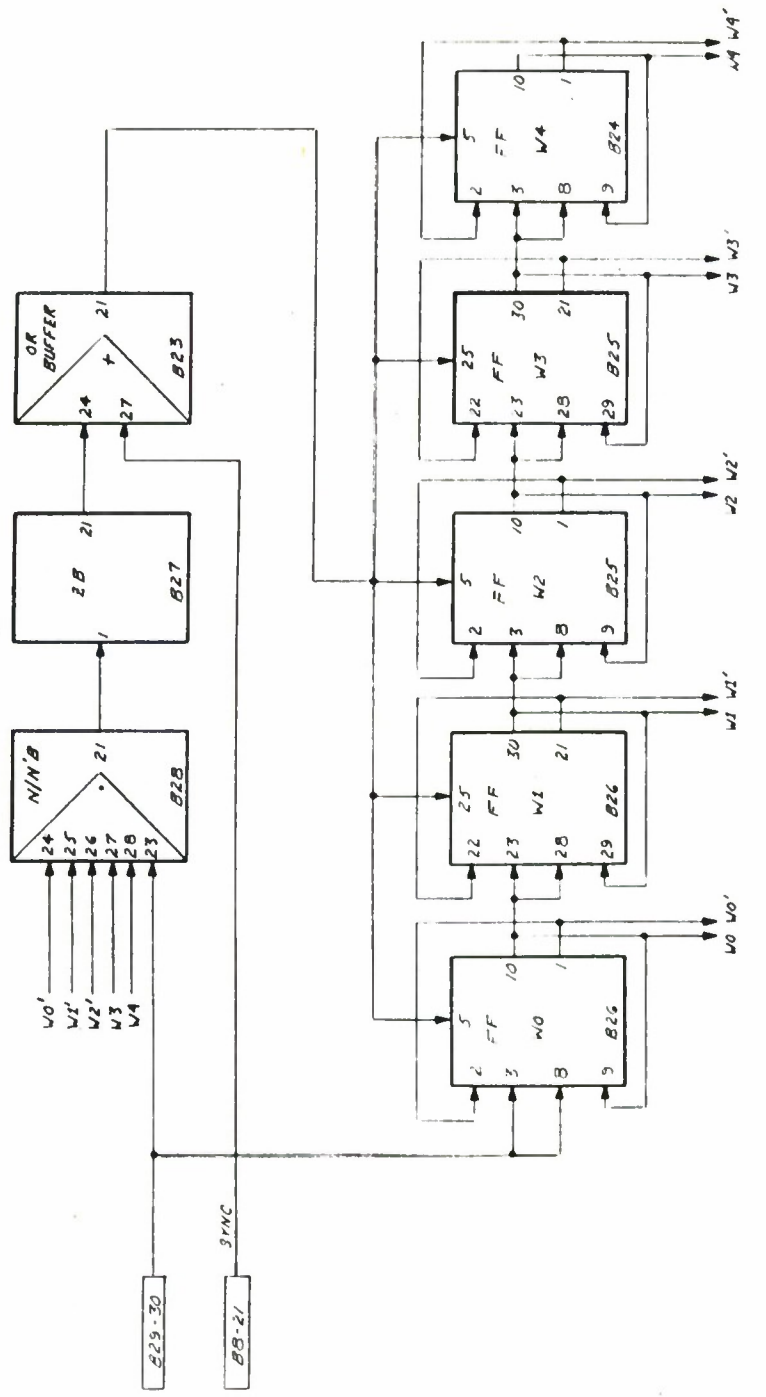 B29-30
B8-21
SYNC
W0'
W1'
W2'
W3
W4
24
25
26
27
28
23
N/N'B
21
B28
1
2B
21
B27
24
27
OR
BUFFER
+
21
B23
2
3
8
9
5
FF
W0
10
1
B26
W0
W0'
22
23
28
29
25
FF
W1
30
21
B26
W1
W1'
2
3
8
9
5
FF
W2
10
1
B25
W2
W2'
22
23
28
29
25
FF
W3
30
21
B25
W3
W3'
2
3
8
9
5
FF
W4
10
1
B24
W4
W4'